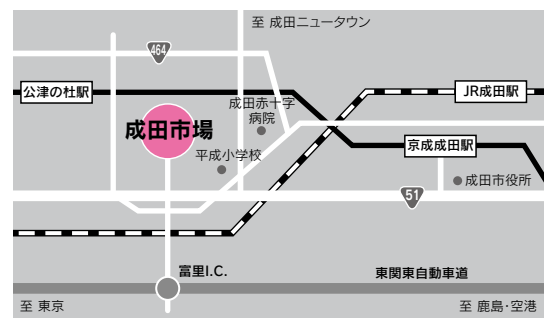 至 成田ニュータウン
464
公津の杜駅
JR成田駅
成田赤十字
病院
成田市場
平成小学校
京成成田駅
成田市役所
51
富里I.C.
東関東自動車道
至 東京
至 鹿島・空港